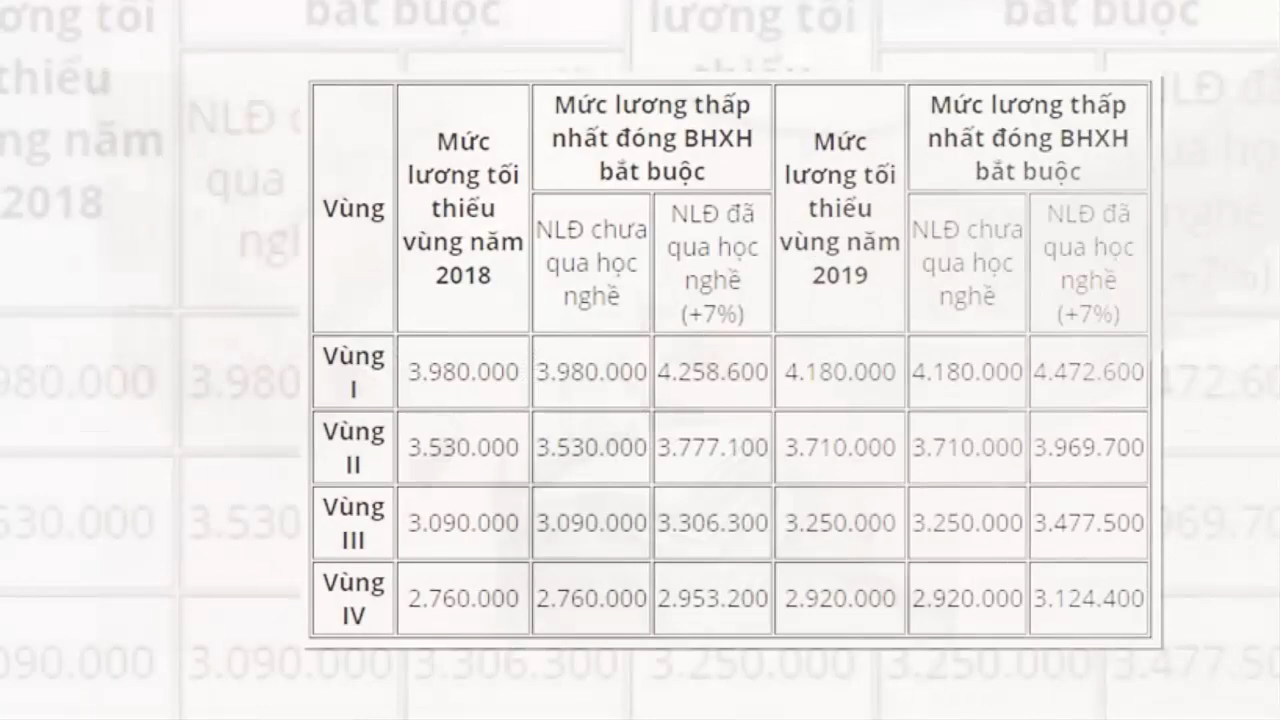 Vùng
Mức
lương tối
thiếu
vùng năm
2018
Mức lương thấp
nhất đóng BHXH
bắt buộc
NLĐ chưa
qua học
nghề
NLĐ đã
qua học
nghề
(+7%)
Mức
lương tối
thiếu
vùng năm
2019
Mức lương thấp
nhất đóng BHXH
bắt buộc
NLĐ chưa
qua học
nghề
NLĐ đã
qua học
nghề
(+7%)
Vùng
I
3.980.000 3.980.000 4.258.600 4.180.000 4.180.000 4.472.600
Vùng
II
3.530.000 3.530.000 3.777.100 3.710.000 3.710.000 3.969.700
Vùng
III
3.090.000 3.090.000 3.306.300 3.250.000 3.250.000 3.477.500
Vùng
IV
2.760.000 2.760.000 2.953.200 2.920.000 2.920.000 3.124.400